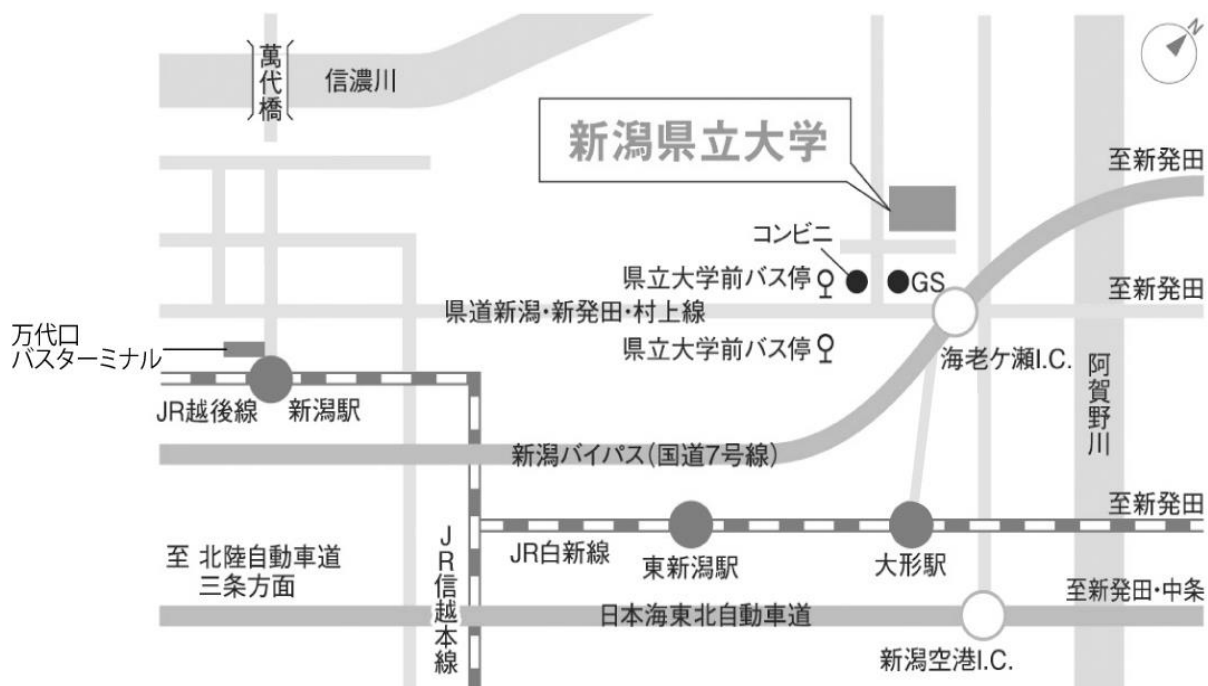 N
萬代橋
信濃川
新潟県立大学
至新発田
コンビニ
県立大学前バス停
GS
至新発田
県道新潟・新発田・村上線
万代口
バスターミナル
県立大学前バス停
海老ケ瀬I.C.
阿賀野川
JR越後線
新潟駅
新潟バイパス(国道7号線)
至新発田
JR信越本線
JR白新線
東新潟駅
大形駅
至 北陸自動車道
三条方面
至新発田・中条
日本海東北自動車道
新潟空港I.C.